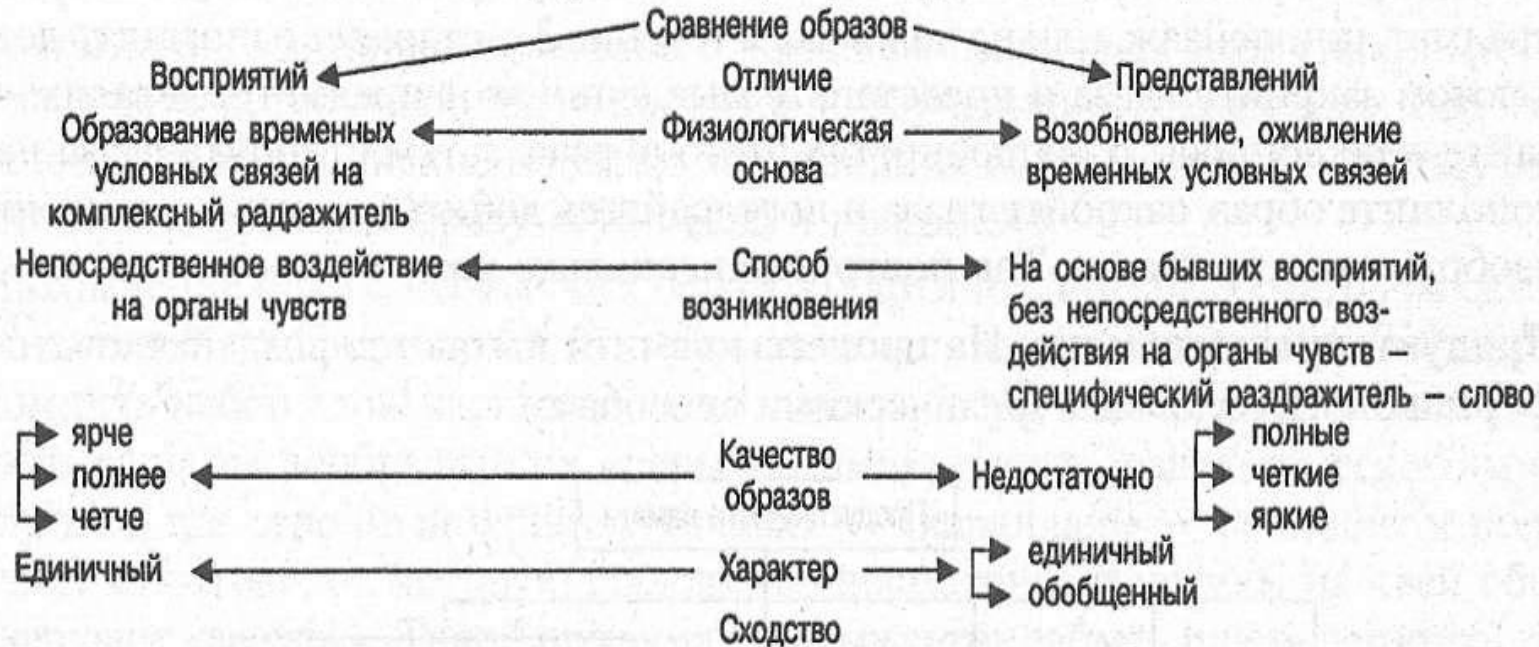 Сравнение образов
Восприятий Отличие Представлений
Образование временных
условных связей на
комплексный радражитель
Физиологическая
основа
Возобновление, оживление
временных условных связей
Непосредственное воздействие
на органы чувств
Способ
возникновения
На основе бывших восприятий,
без непосредственного воз-
действия на органы чувств –
специфический раздражитель – слово
ярче
полнее
четче
Качество
образов
Недостаточно
полные
четкие
яркие
Единичный
Характер
единичный
обобщенный
Сходство